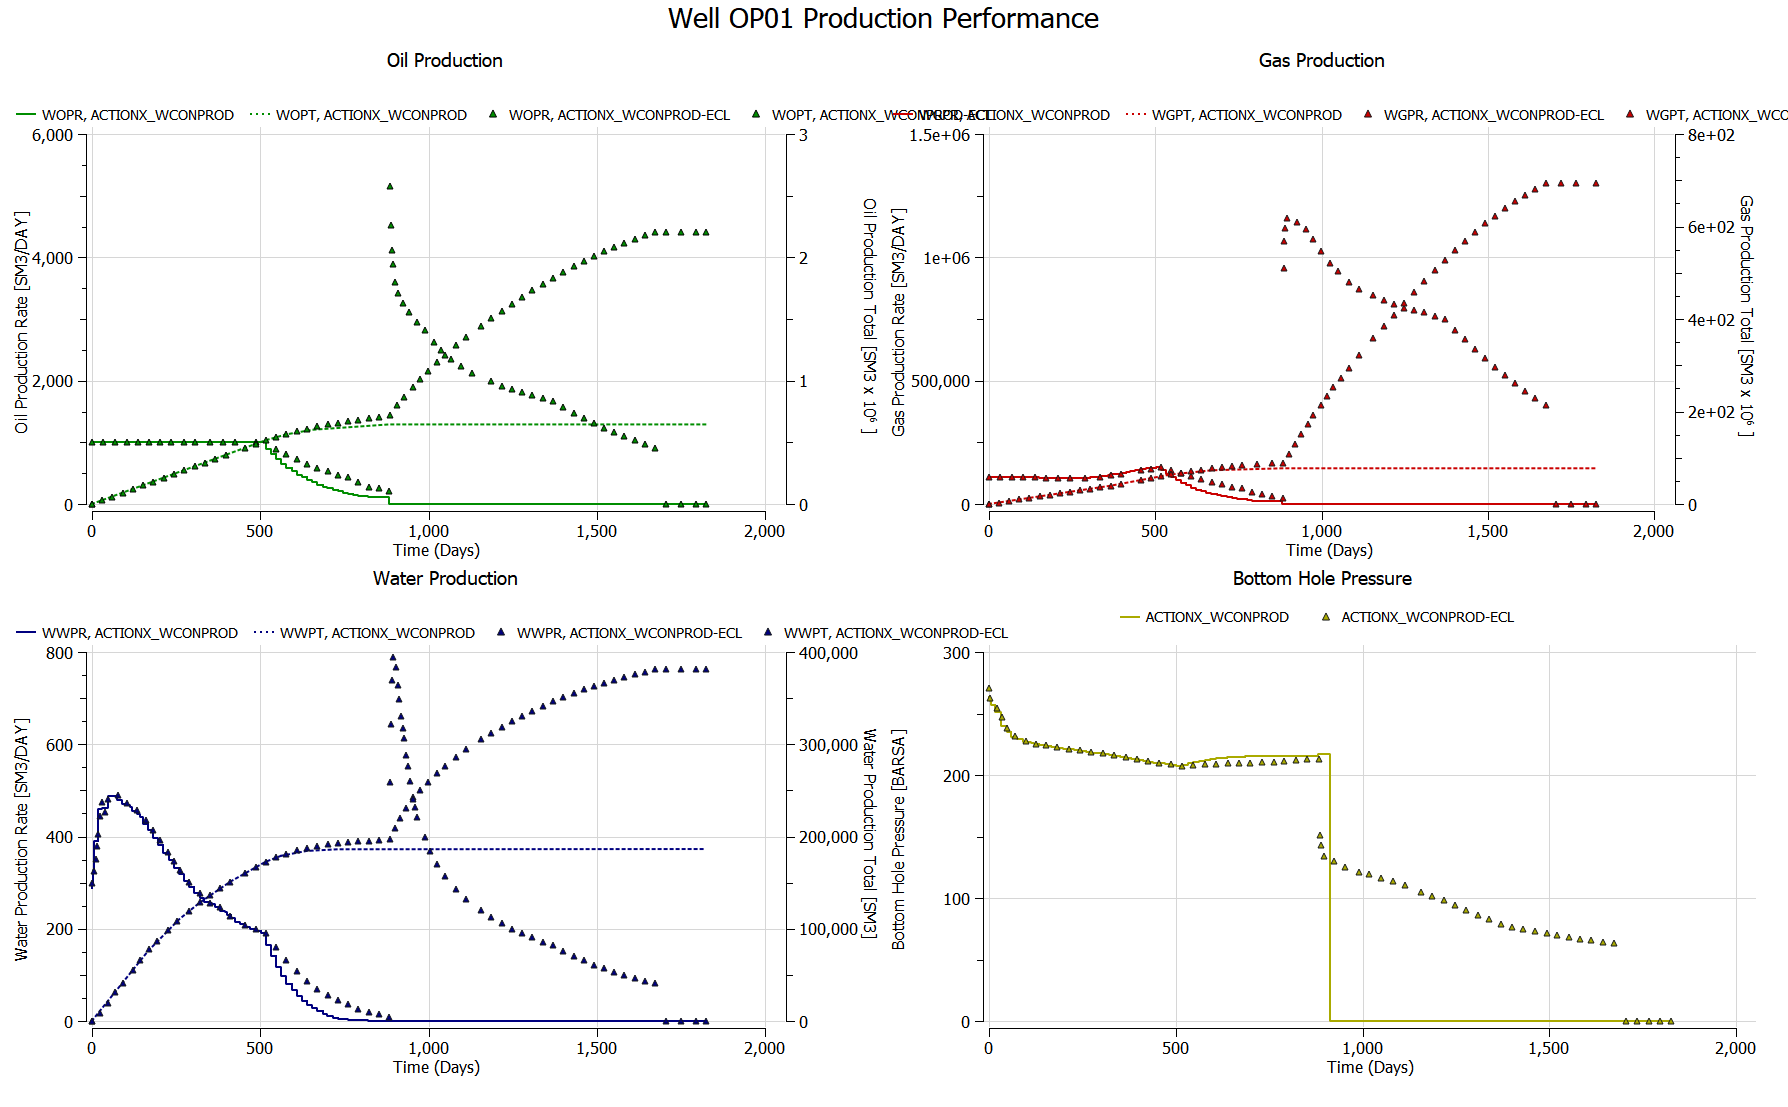 Well OP01 Production Performance
Oil Production
WOPR, ACTIONX_WCONPROD WOPT, ACTIONX_WCONPROD WOPR, ACTIONX_WCONPROD-ECL WOPT, ACTIONX_WCONPROD-ECL
6,000
4,000
2,000
0
3
2
1
0
Oil Production Rate [SM3/DAY]
Oil Production Total [SM3 x 10⁶ ]
0 500 1,000 1,500 2,000
Time (Days)
Gas Production
ACTIONX_WCONPROD WGPT, ACTIONX_WCONPROD WGPR, ACTIONX_WCONPROD-ECL WGPT, ACTIONX_WCO
1.5e+06
1e+06
500,000
0
8e+02
6e+02
4e+02
2e+02
0
Gas Production Rate [SM3/DAY]
Gas Production Total [SM3 x 10⁶ ]
0 500 1,000 1,500 2,000
Time (Days)
Water Production
WWPR, ACTIONX_WCONPROD WWPT, ACTIONX_WCONPROD WWPR, ACTIONX_WCONPROD-ECL WWPT, ACTIONX_WCONPROD-ECL
800
600
400
200
0
400,000
300,000
200,000
100,000
0
Water Production Rate [SM3/DAY]
Water Production Total [SM3]
0 500 1,000 1,500 2,000
Time (Days)
Bottom Hole Pressure
ACTIONX_WCONPROD ACTIONX_WCONPROD-ECL
300
200
100
0
Bottom Hole Pressure [BARSA]
0 500 1,000 1,500 2,000
Time (Days)